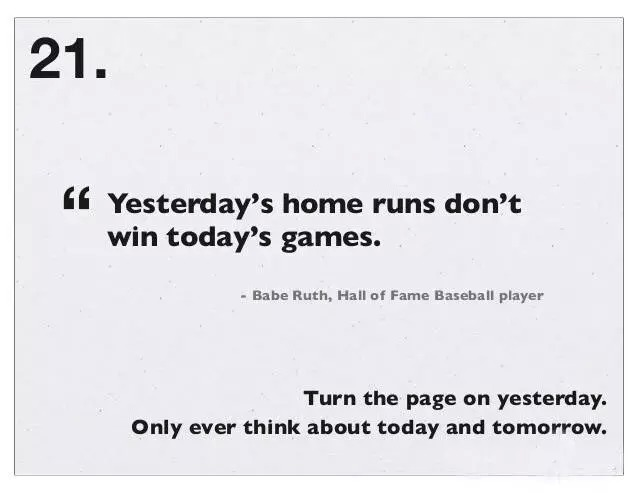 21.
“ Yesterday’s home runs don’t
win today’s games.
- Babe Ruth, Hall of Fame Baseball player
Turn the page on yesterday.
Only ever think about today and tomorrow.